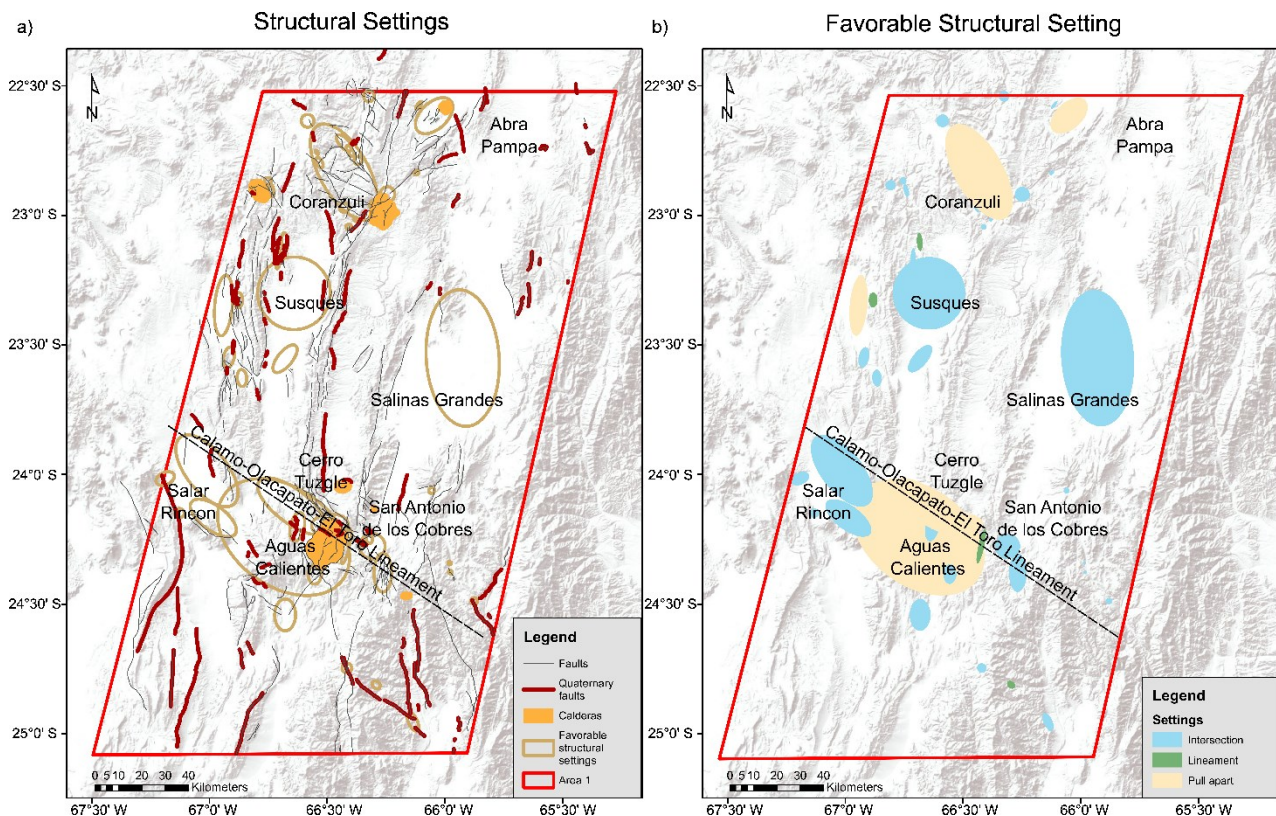 a)
Structural Settings
22°30' S
23°0' S
23°30' S
24°0' S
24°30' S
25°0' S
N
Abra
Pampa
Coranzuli
Susques
Salinas Grandes
Calamo-Olacapato-El Toro Lineament
Cerro
Tuzgle
Salar
Rincon
San Antonio
de los Cobres
Aguas
Calientes
Legend
Faults
Quaternary
faults
Calderas
Favorable
structural
settings
Area 1
0 5 10 20 30 40
Kilometers
67°30' W
67°0' W
66°30' W
66°0' W
65°30' W
b)
Favorable Structural Setting
22°30' S
23°0' S
23°30' S
24°0' S
24°30' S
25°0' S
N
Abra
Pampa
Coranzuli
Susques
Salinas Grandes
Calamo-Olacapato-El Toro Lineament
Cerro
Tuzgle
Salar
Rincon
San Antonio
de los Cobres
Aguas
Calientes
Legend
Settings
Intersection
Lineament
Pull apart
0 5 10 20 30 40
Kilometers
67°30' W
67°0' W
66°30' W
66°0' W
65°30' W